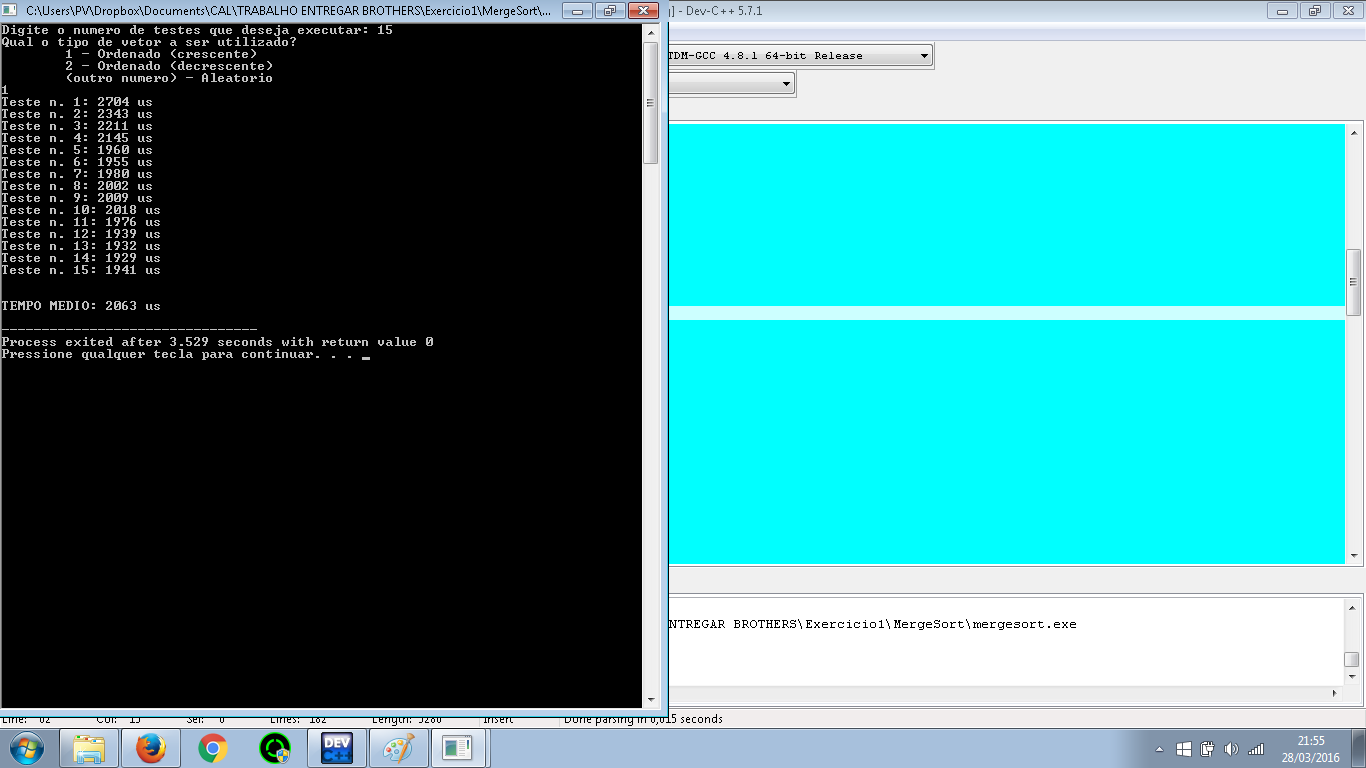 C:\Users\PV\Dropbox\Documents\CAL\TRABALHO ENTREGAR BROTHERS\Exercicio1\MergeSort\...
] - Dev-C++ 5.7.1
TDM-GCC 4.8.1 64-bit Release
Digite o numero de testes que deseja executar: 15
Qual o tipo de vetor a ser utilizado?
1 - Ordenado (crescente)
2 - Ordenado (decrescente)
(outro numero) - Aleatorio
1
Teste n. 1: 2704 us
Teste n. 2: 2343 us
Teste n. 3: 2211 us
Teste n. 4: 2145 us
Teste n. 5: 1960 us
Teste n. 6: 1955 us
Teste n. 7: 1980 us
Teste n. 8: 2002 us
Teste n. 9: 2009 us
Teste n. 10: 2018 us
Teste n. 11: 1976 us
Teste n. 12: 1939 us
Teste n. 13: 1932 us
Teste n. 14: 1929 us
Teste n. 15: 1941 us
TEMPO MEDIO: 2063 us
--------------------------------
Process exited after 3.529 seconds with return value 0
Pressione qualquer tecla para continuar. . . _
NTREGAR BROTHERS\Exercicio1\MergeSort\mergesort.exe
Line: 62 Col: 15 Sel: 0 Lines: 182 Length: 5280 Insert Done parsing in 0,015 seconds
DEV
C++
21:55
28/03/2016